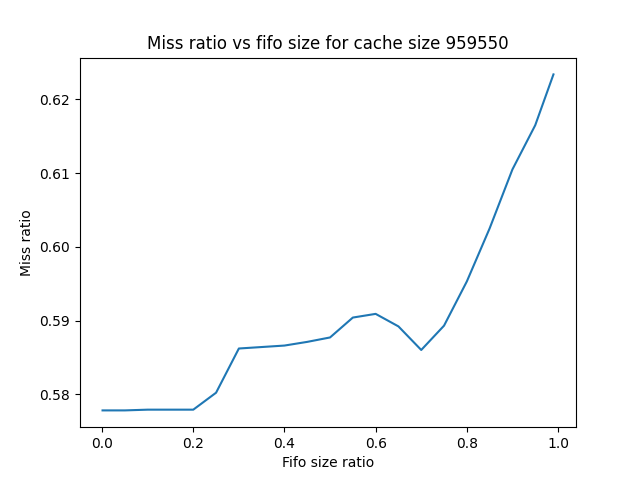 Miss ratio vs fifo size for cache size 959550
0.62
0.61
0.60
0.59
0.58
Miss ratio
0.0 0.2 0.4 0.6 0.8 1.0
Fifo size ratio